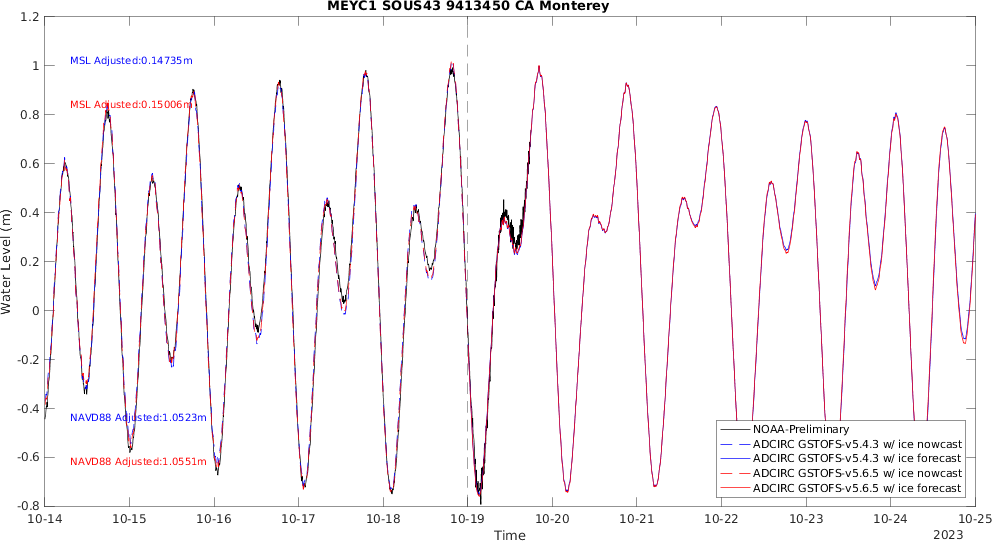 MEYC1 SOUS43 9413450 CA Monterey
1.2
1
0.8
0.6
0.4
0.2
0
-0.2
-0.4
-0.6
-0.8
Water Level (m)
MSL Adjusted:0.14735m
MSL Adjusted:0.15006m
NAVD88 Adjusted:1.0523m
NAVD88 Adjusted:1.0551m
NOAA-Preliminary
ADCIRC GSTOFS-v5.4.3 w/ ice nowcast
ADCIRC GSTOFS-v5.4.3 w/ ice forecast
ADCIRC GSTOFS-v5.6.5 w/ ice nowcast
ADCIRC GSTOFS-v5.6.5 w/ ice forecast
10-14 10-15 10-16 10-17 10-18 10-19 10-20 10-21 10-22 10-23 10-24 10-25
Time
2023